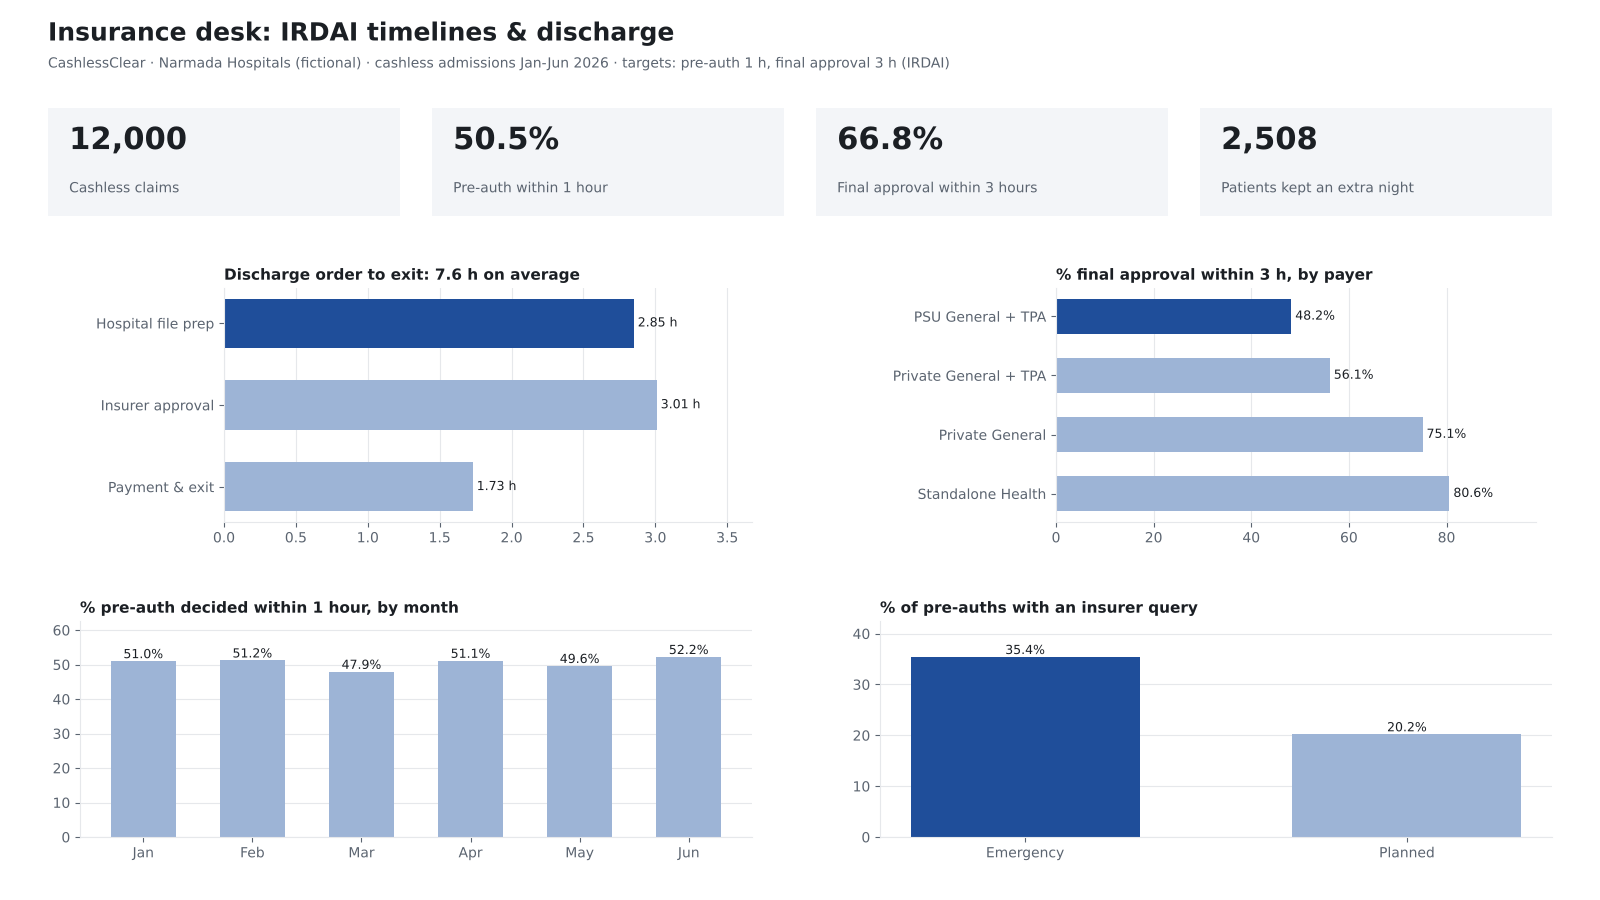 Insurance desk: IRDAI timelines & discharge
CashlessClear · Narmada Hospitals (fictional) · cashless admissions Jan-Jun 2026 · targets: pre-auth 1 h, final approval 3 h (IRDAI)
12,000
Cashless claims
50.5%
Pre-auth within 1 hour
66.8%
Final approval within 3 hours
2,508
Patients kept an extra night
Discharge order to exit: 7.6 h on average
Hospital file prep
2.85 h
Insurer approval
3.01 h
Payment & exit
1.73 h
0.0 0.5 1.0 1.5 2.0 2.5 3.0 3.5
% final approval within 3 h, by payer
PSU General + TPA
48.2%
Private General + TPA
56.1%
Private General
75.1%
Standalone Health
80.6%
0 20 40 60 80
% pre-auth decided within 1 hour, by month
60
50
40
30
20
10
0
51.0% 51.2% 47.9% 51.1% 49.6% 52.2%
Jan Feb Mar Apr May Jun
% of pre-auths with an insurer query
40
30
20
10
0
35.4% 20.2%
Emergency Planned